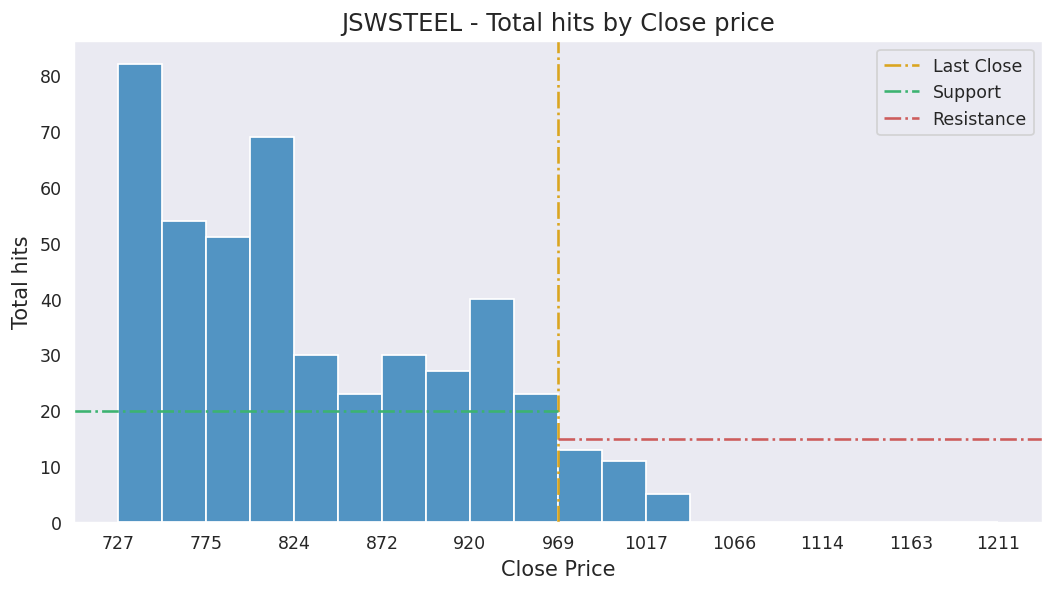 JSWSTEEL - Total hits by Close price
Last Close
Support
Resistance
Total hits
80
70
60
50
40
30
20
10
0
727 775 824 872 920 969 1017 1066 1114 1163 1211
Close Price